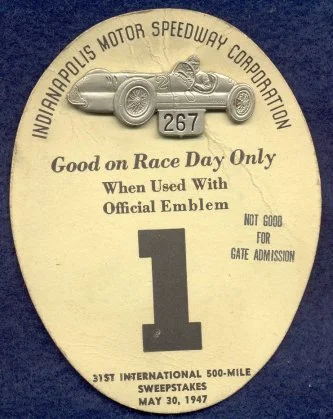 INDIANAPOLIS MOTOR SPEEDWAY CORPORATION
267
Good on Race Day Only
When Used With
Official Emblem
NOT GOOD
FOR
GATE ADMISSION
1
31ST INTERNATIONAL 500-MILE
SWEEPSTAKES
MAY 30, 1947